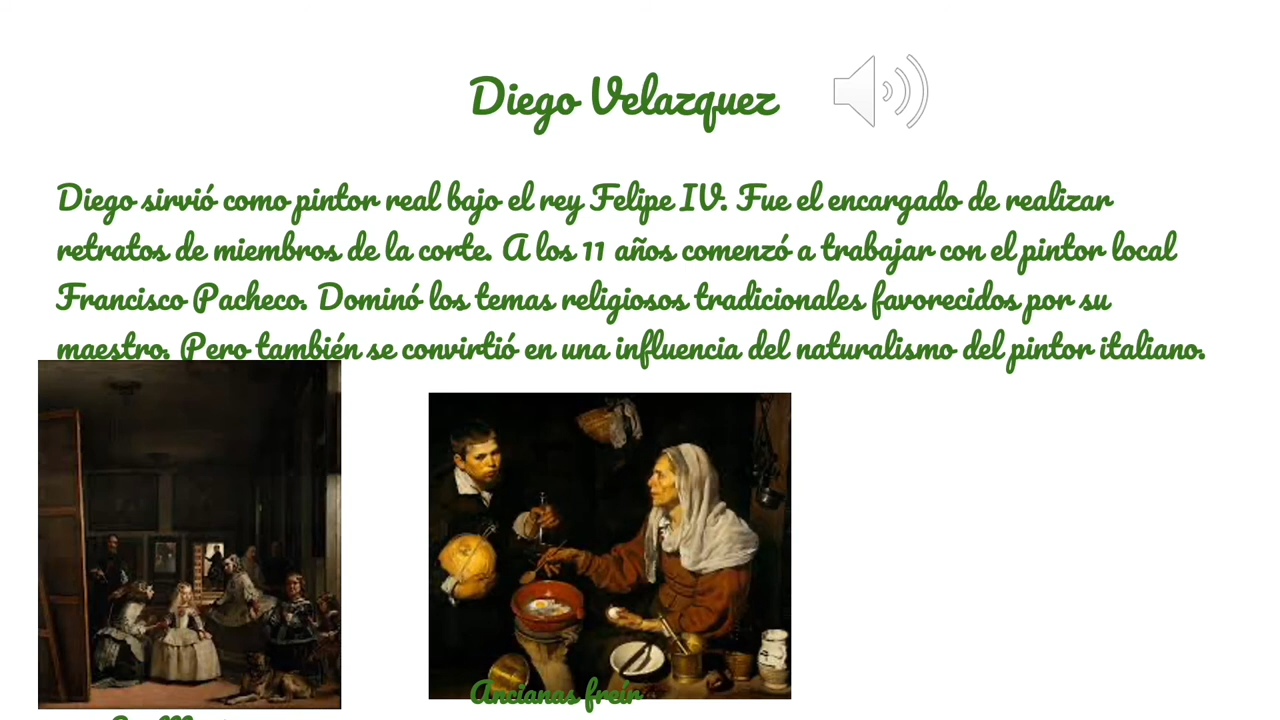 Diego Velazquez
Diego sirvió como pintor real bajo el rey Felipe IV. Fue el encargado de realizar
retratos de miembros de la corte. A los 11 años comenzó a trabajar con el pintor local
Francisco Pacheco. Dominó los temas religiosos tradicionales favorecidos por su
maestro. Pero también se convirtió en una influencia del naturalismo del pintor italiano.
Ancianas freír